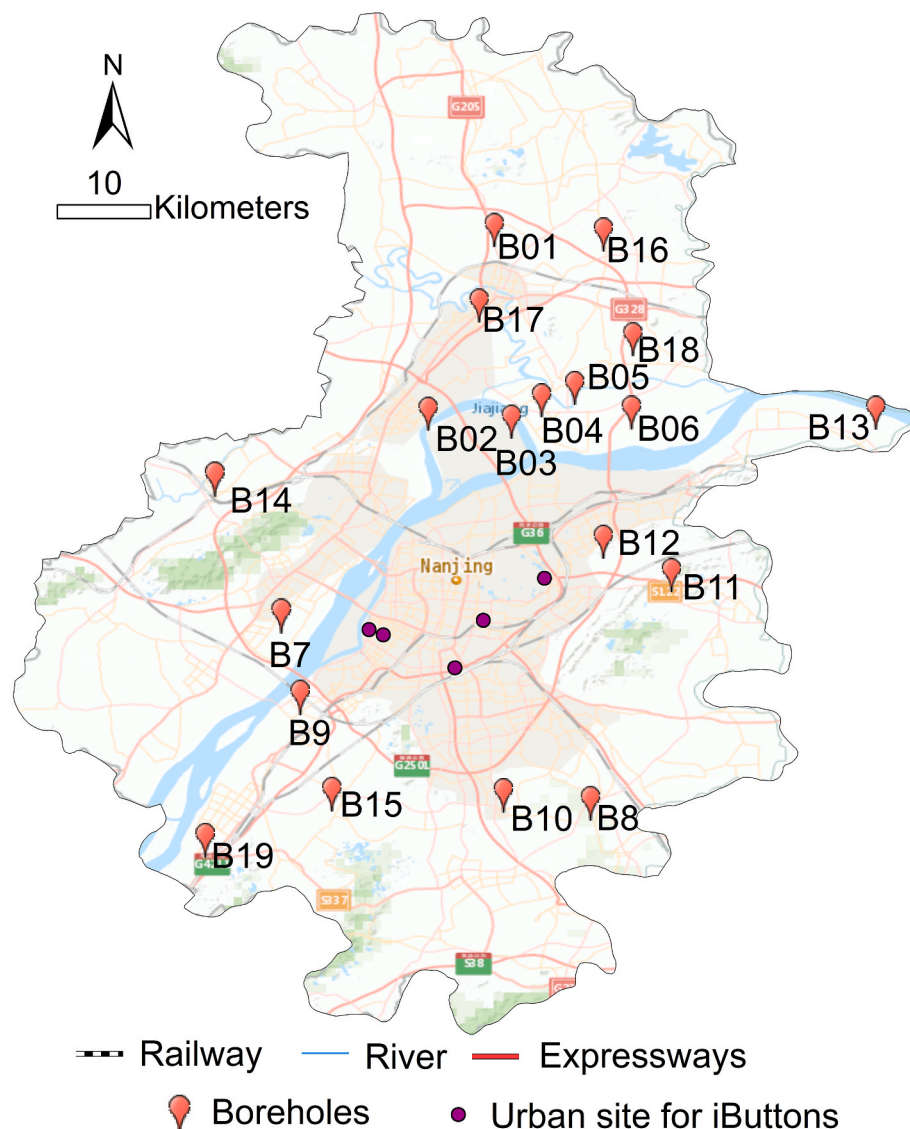 N
G205
10
Kilometers
B01
B16
B17
G328
B18
B05
Jiajiang
B04
B06
B13
B02
B03
B14
G36
B12
Nanjing
B11
B7
B9
G2501
B15
B10
B8
B19
S337
S38
Railway
River
Expressways
Boreholes
Urban site for iButtons